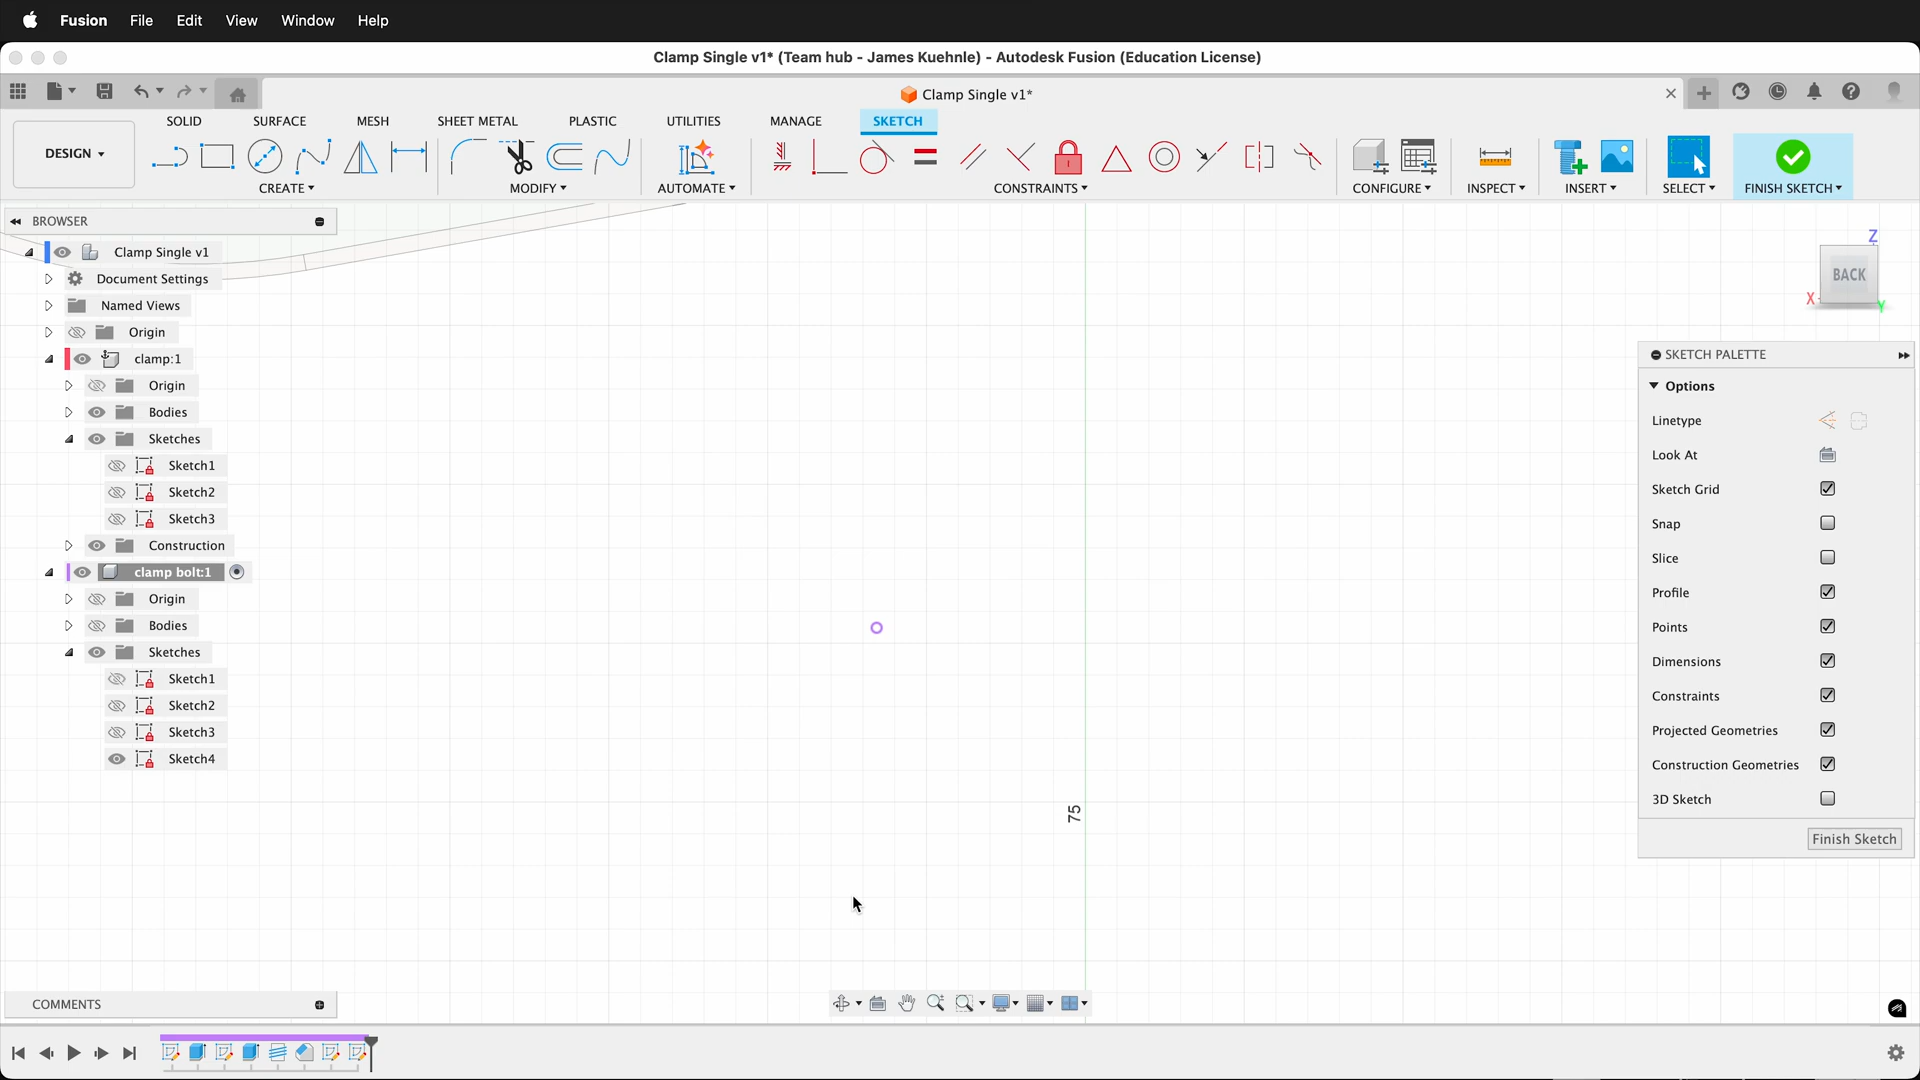 Fusion File Edit View Window Help
Clamp Single v1* (Team hub - James Kuehnle) - Autodesk Fusion (Education License)
Clamp Single v1*
SOLID SURFACE MESH SHEET METAL PLASTIC UTILITIES MANAGE SKETCH
DESIGN
CREATE MODIFY AUTOMATE CONSTRAINTS CONFIGURE INSPECT INSERT SELECT FINISH SKETCH
BROWSER
Clamp Single v1
Document Settings
Named Views
Origin
clamp:1
Origin
Bodies
Sketches
Sketch1
Sketch2
Sketch3
Construction
clamp bolt:1
Origin
Bodies
Sketches
Sketch1
Sketch2
Sketch3
Sketch4
75
Z
BACK
X
Y
SKETCH PALETTE
Options
Linetype
Look At
Sketch Grid
Snap
Slice
Profile
Points
Dimensions
Constraints
Projected Geometries
Construction Geometries
3D Sketch
Finish Sketch
COMMENTS